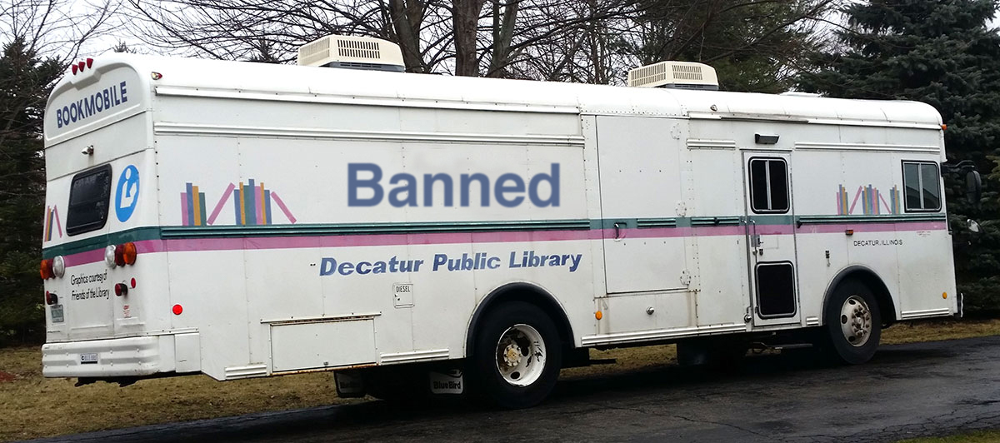 BOOKMOBILE
Banned
Decatur Public Library
DECATUR, ILLINOIS
Graphics courtesy of
Friends of the Library
DIESEL
Blue Bird